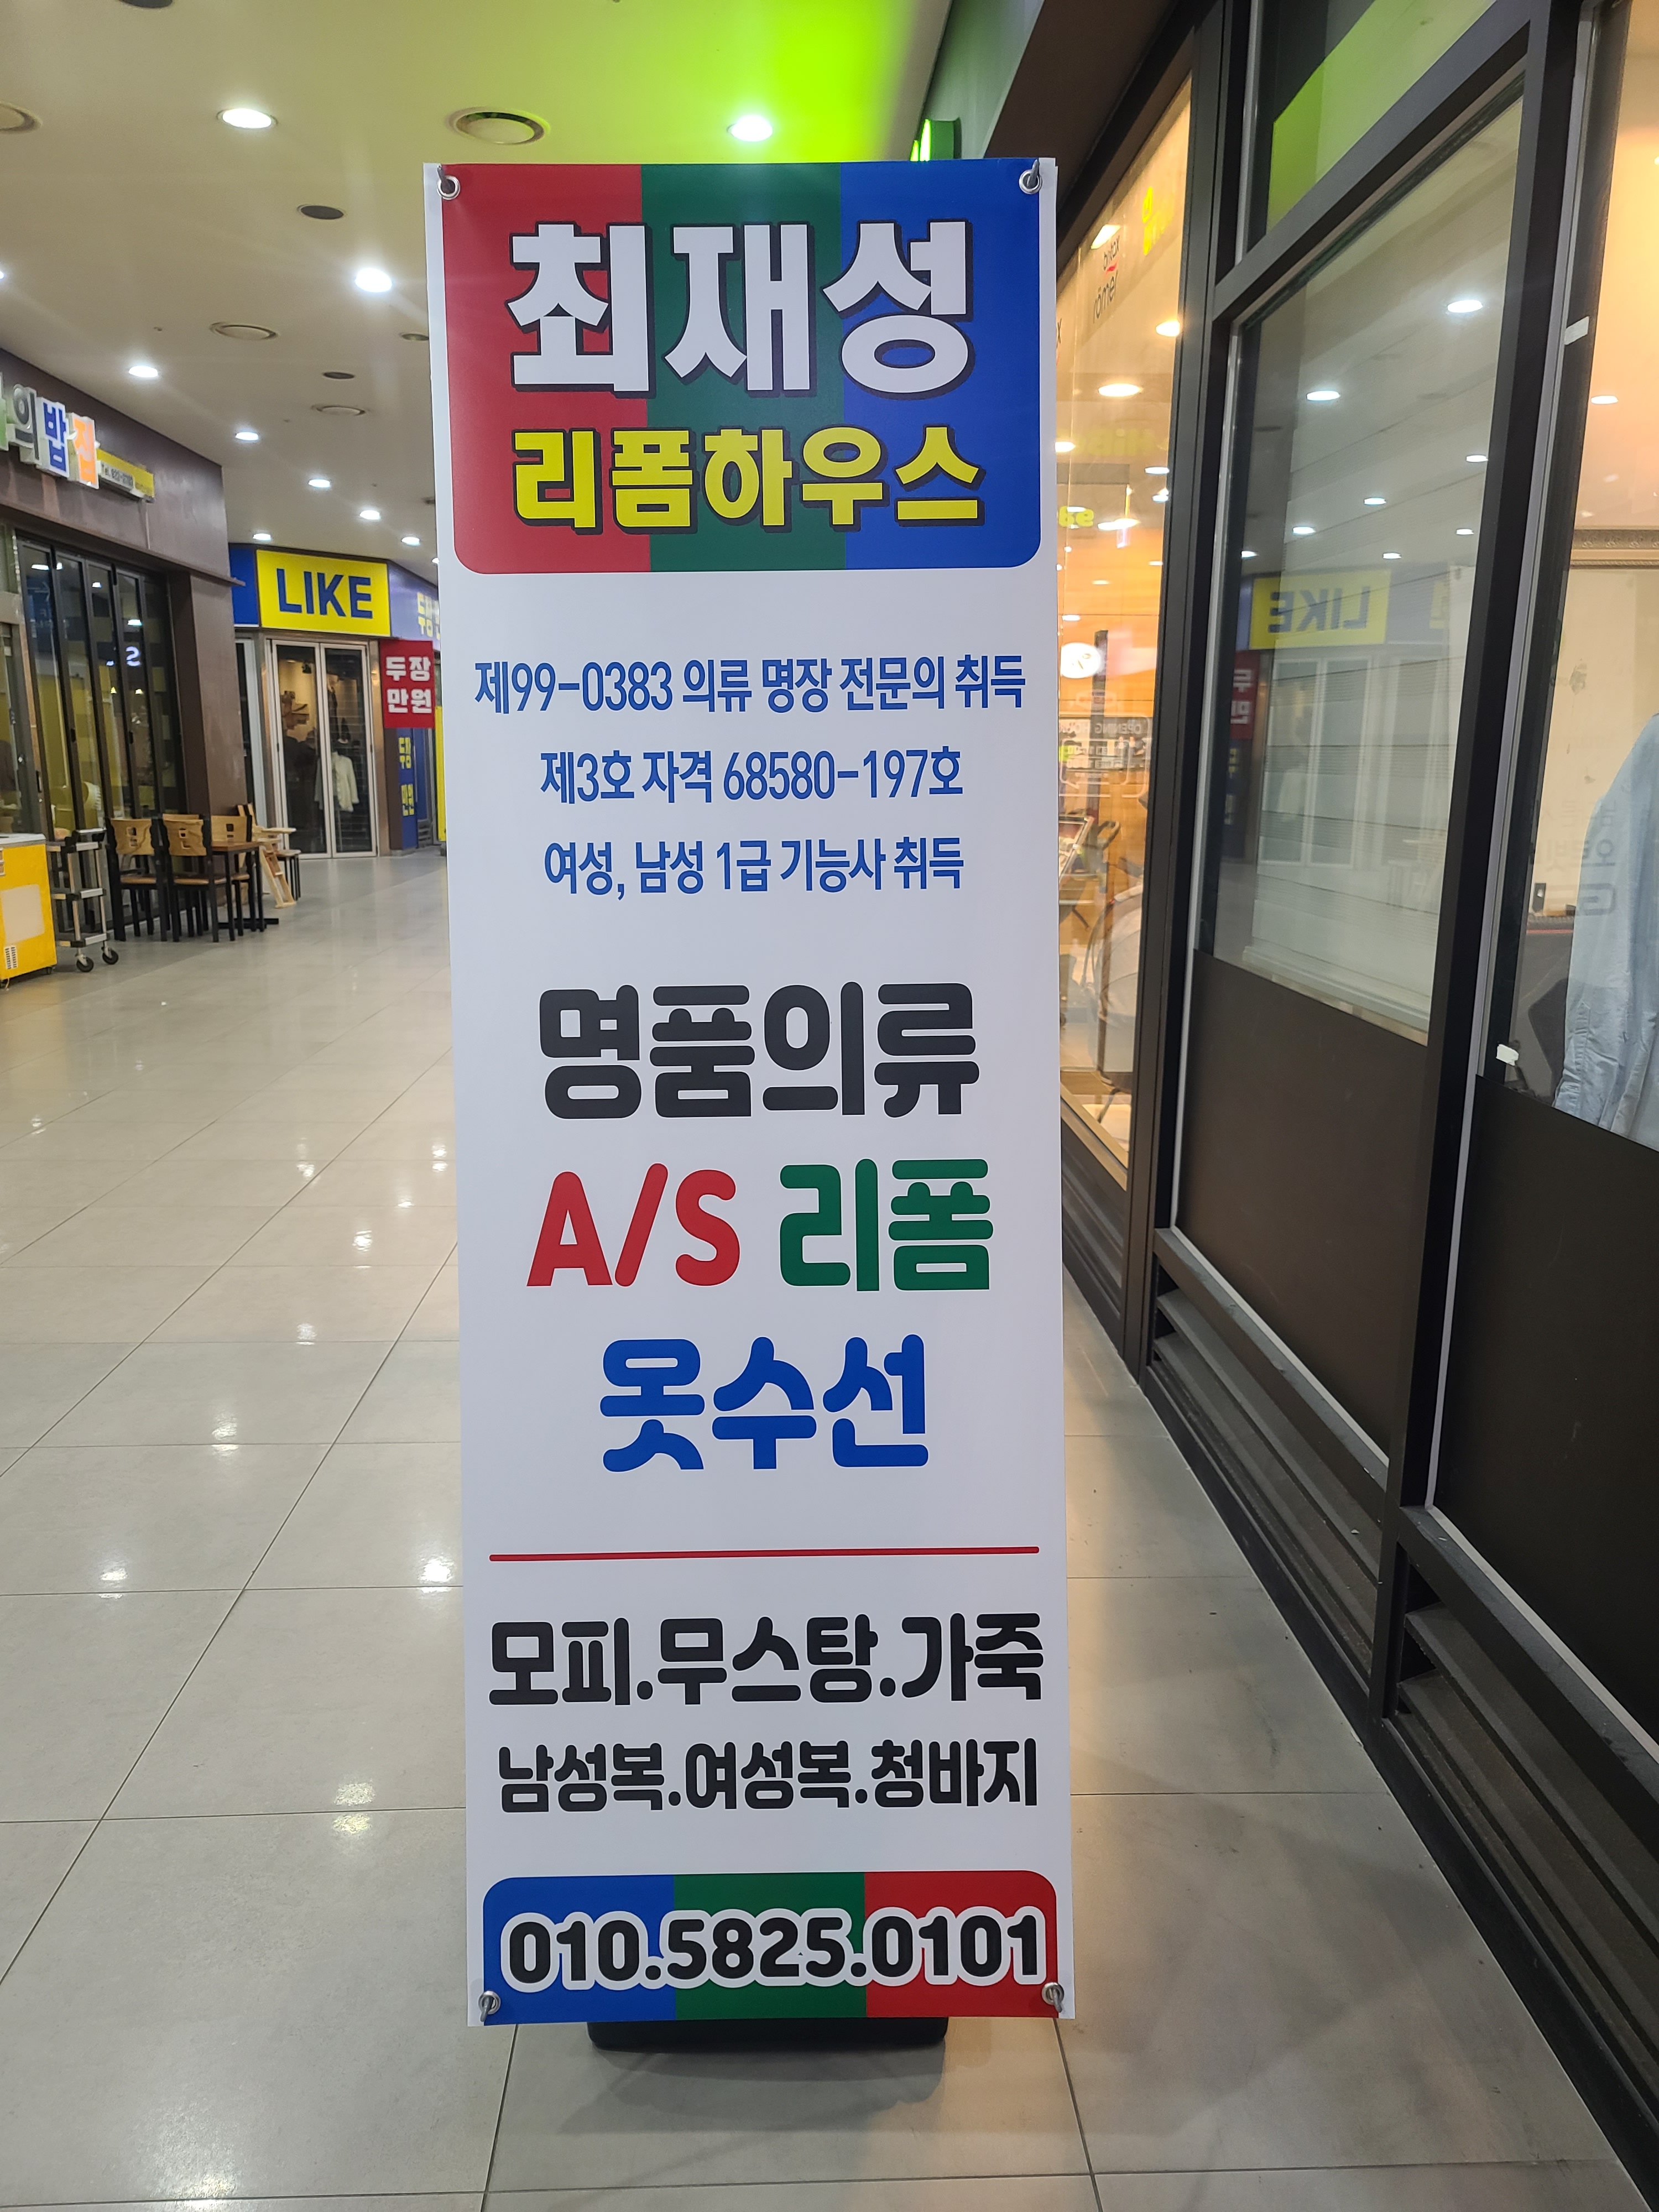 최재성
리폼하우스
제99-0383 의류 명장 전문의 취득
제3호 자격 68580-197호
여성, 남성 1급 기능사 취득
명품의류
A/S 리폼
옷수선
모피.무스탕.가죽
남성복.여성복.청바지
010.5825.0101
의밥집
LIKE
두장
만원